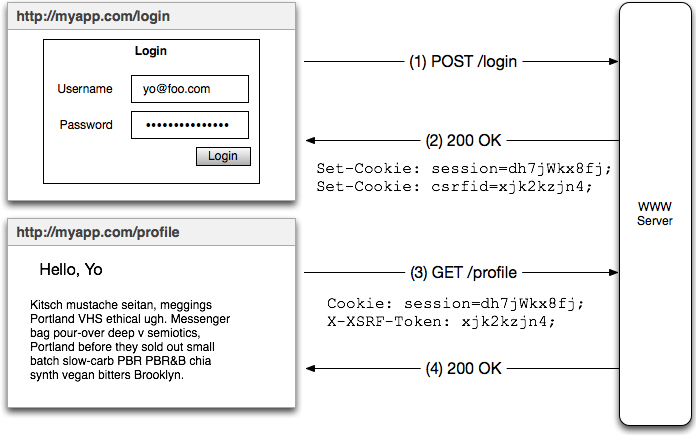 http://myapp.com/login
Login
Username
yo@foo.com
Password
•••••••••••••••
Login
(1) POST /login
(2) 200 OK
Set-Cookie: session=dh7jWkx8fj;
Set-Cookie: csrfid=xjk2kzjn4;
WWW
Server
http://myapp.com/profile
Hello, Yo
Kitsch mustache seitan, meggings
Portland VHS ethical ugh. Messenger
bag pour-over deep v semiotics,
Portland before they sold out small
batch slow-carb PBR PBR&B chia
synth vegan bitters Brooklyn.
(3) GET /profile
Cookie: session=dh7jWkx8fj;
X-XSRF-Token: xjk2kzjn4;
(4) 200 OK